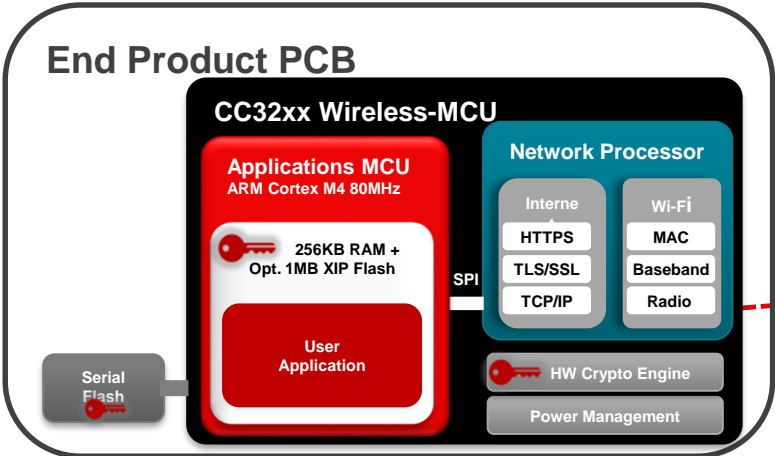 End Product PCB
CC32xx Wireless-MCU
Applications MCU
ARM Cortex M4 80MHz
256KB RAM +
Opt. 1MB XIP Flash
User
Application
SPI
Network Processor
Interne
HTTPS
TLS/SSL
TCP/IP
Wi-Fi
MAC
Baseband
Radio
HW Crypto Engine
Power Management
Serial
Flash